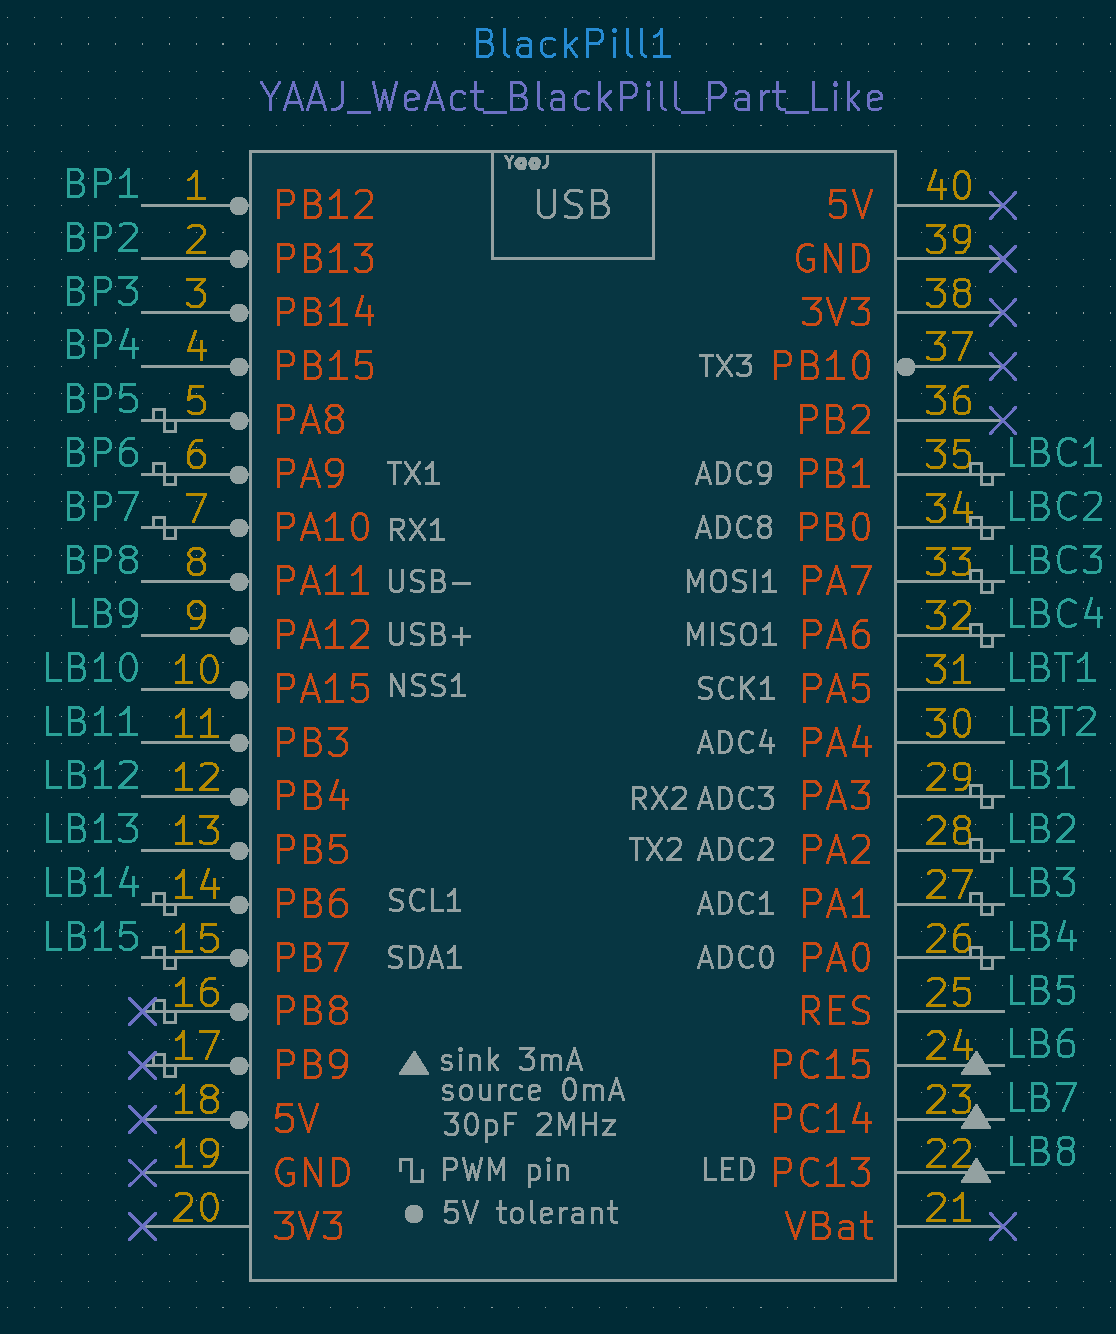 BlackPill1
YAAJ_WeAct_BlackPill_Part_Like
YAAJ
USB
BP1 1 PB12 5V 40
BP2 2 PB13 GND 39
BP3 3 PB14 3V3 38
BP4 4 PB15 TX3 PB10 37
BP5 5 PA8 PB2 36
BP6 6 PA9 TX1 ADC9 PB1 35 LBC1
BP7 7 PA10 RX1 ADC8 PB0 34 LBC2
BP8 8 PA11 USB- MOSI1 PA7 33 LBC3
LB9 9 PA12 USB+ MISO1 PA6 32 LBC4
LB10 10 PA15 NSS1 SCK1 PA5 31 LBT1
LB11 11 PB3 ADC4 PA4 30 LBT2
LB12 12 PB4 RX2 ADC3 PA3 29 LB1
LB13 13 PB5 TX2 ADC2 PA2 28 LB2
LB14 14 PB6 SCL1 ADC1 PA1 27 LB3
LB15 15 PB7 SDA1 ADC0 PA0 26 LB4
16 PB8 RES 25 LB5
17 PB9 PC15 24 LB6
18 5V PC14 23 LB7
19 GND LED PC13 22 LB8
20 3V3 VBat 21
sink 3mA
source 0mA
30pF 2MHz
PWM pin
5V tolerant